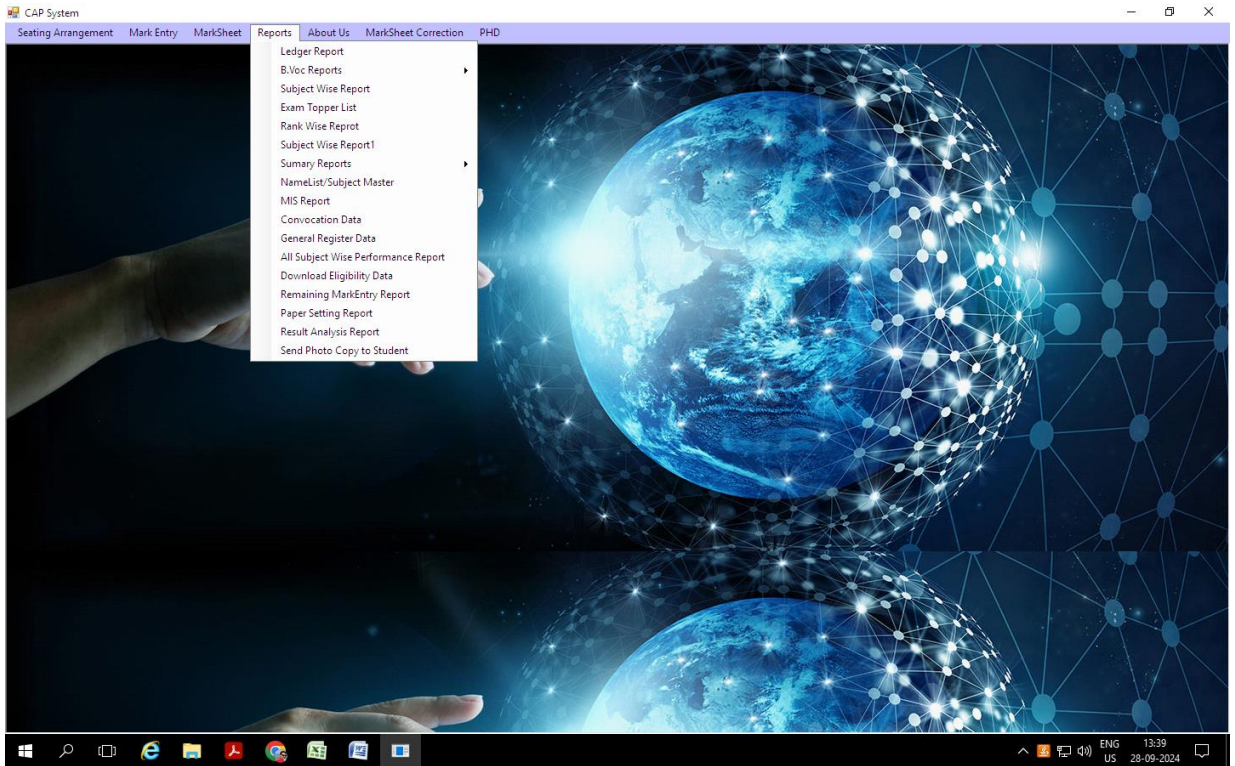 CAP System
Seating Arrangement Mark Entry MarkSheet Reports About Us MarkSheet Correction PHD
Ledger Report
B.Voc Reports
Subject Wise Report
Exam Topper List
Rank Wise Reprot
Subject Wise Report1
Sumary Reports
NameList/Subject Master
MIS Report
Convocation Data
General Register Data
All Subject Wise Performance Report
Download Eligibility Data
Remaining MarkEntry Report
Paper Setting Report
Result Analysis Report
Send Photo Copy to Student
ENG 13:39
US 28-09-2024